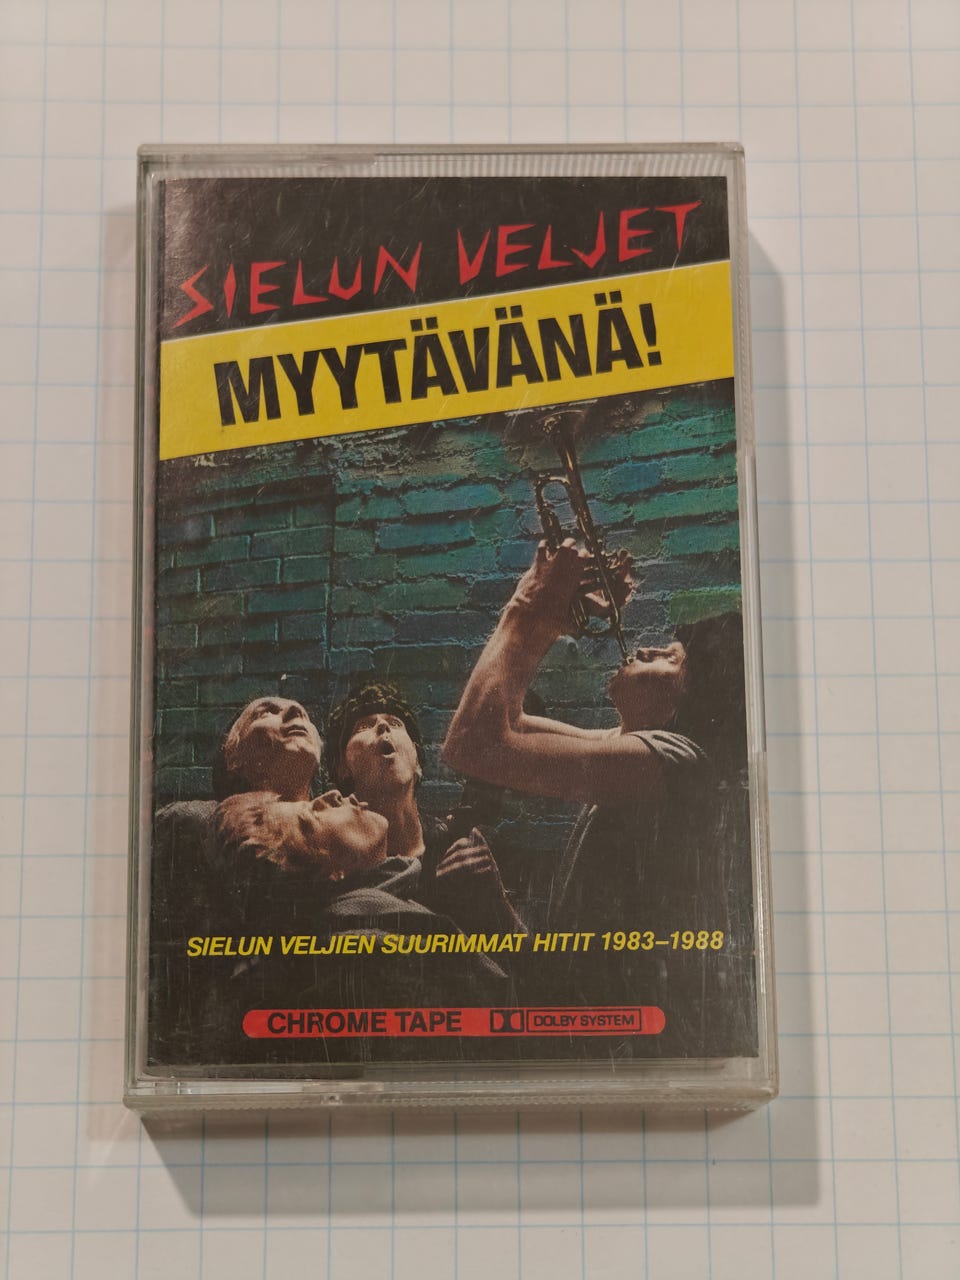 SIELUN VELJET
MYYTÄVÄNÄ!
SIELUN VELJIEN SUURIMMAT HITIT 1983–1988
CHROME TAPE DOLBY SYSTEM